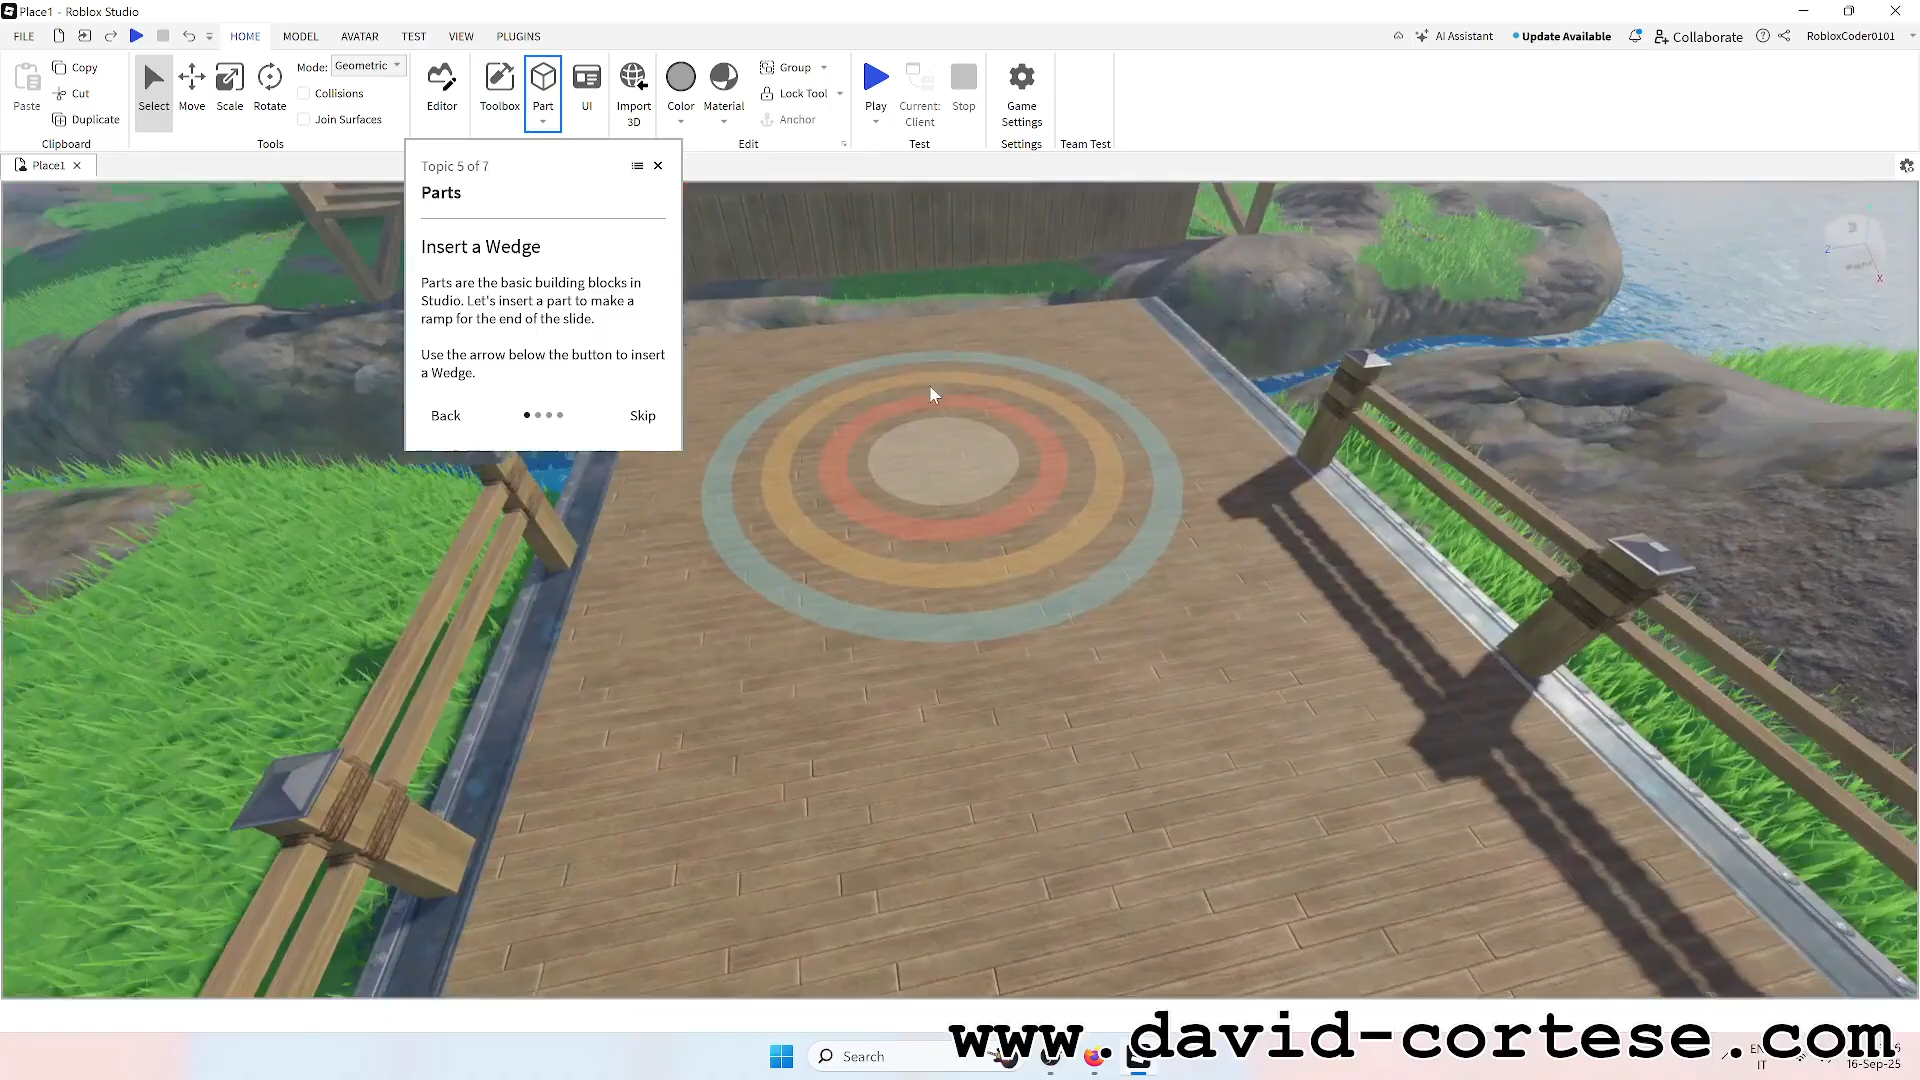 Place1 - Roblox Studio
FILE HOME MODEL AVATAR TEST VIEW PLUGINS AI Assistant Update Available Collaborate RobloxCoder0101
Paste
Copy
Cut
Duplicate
Clipboard
Select Move Scale Rotate
Mode: Geometric
Collisions
Join Surfaces
Tools
Editor
Toolbox
Part
UI
Import
3D
Color
Material
Group
Lock Tool
Anchor
Edit
Play
Current:
Client
Stop
Test
Game
Settings
Settings
Team Test
Place1
Topic 5 of 7
Parts
Insert a Wedge
Parts are the basic building blocks in
Studio. Let's insert a part to make a
ramp for the end of the slide.
Use the arrow below the button to insert
a Wedge.
Back Skip
Z
X
Search
www.david-cortese.com
IT
16-Sep-25